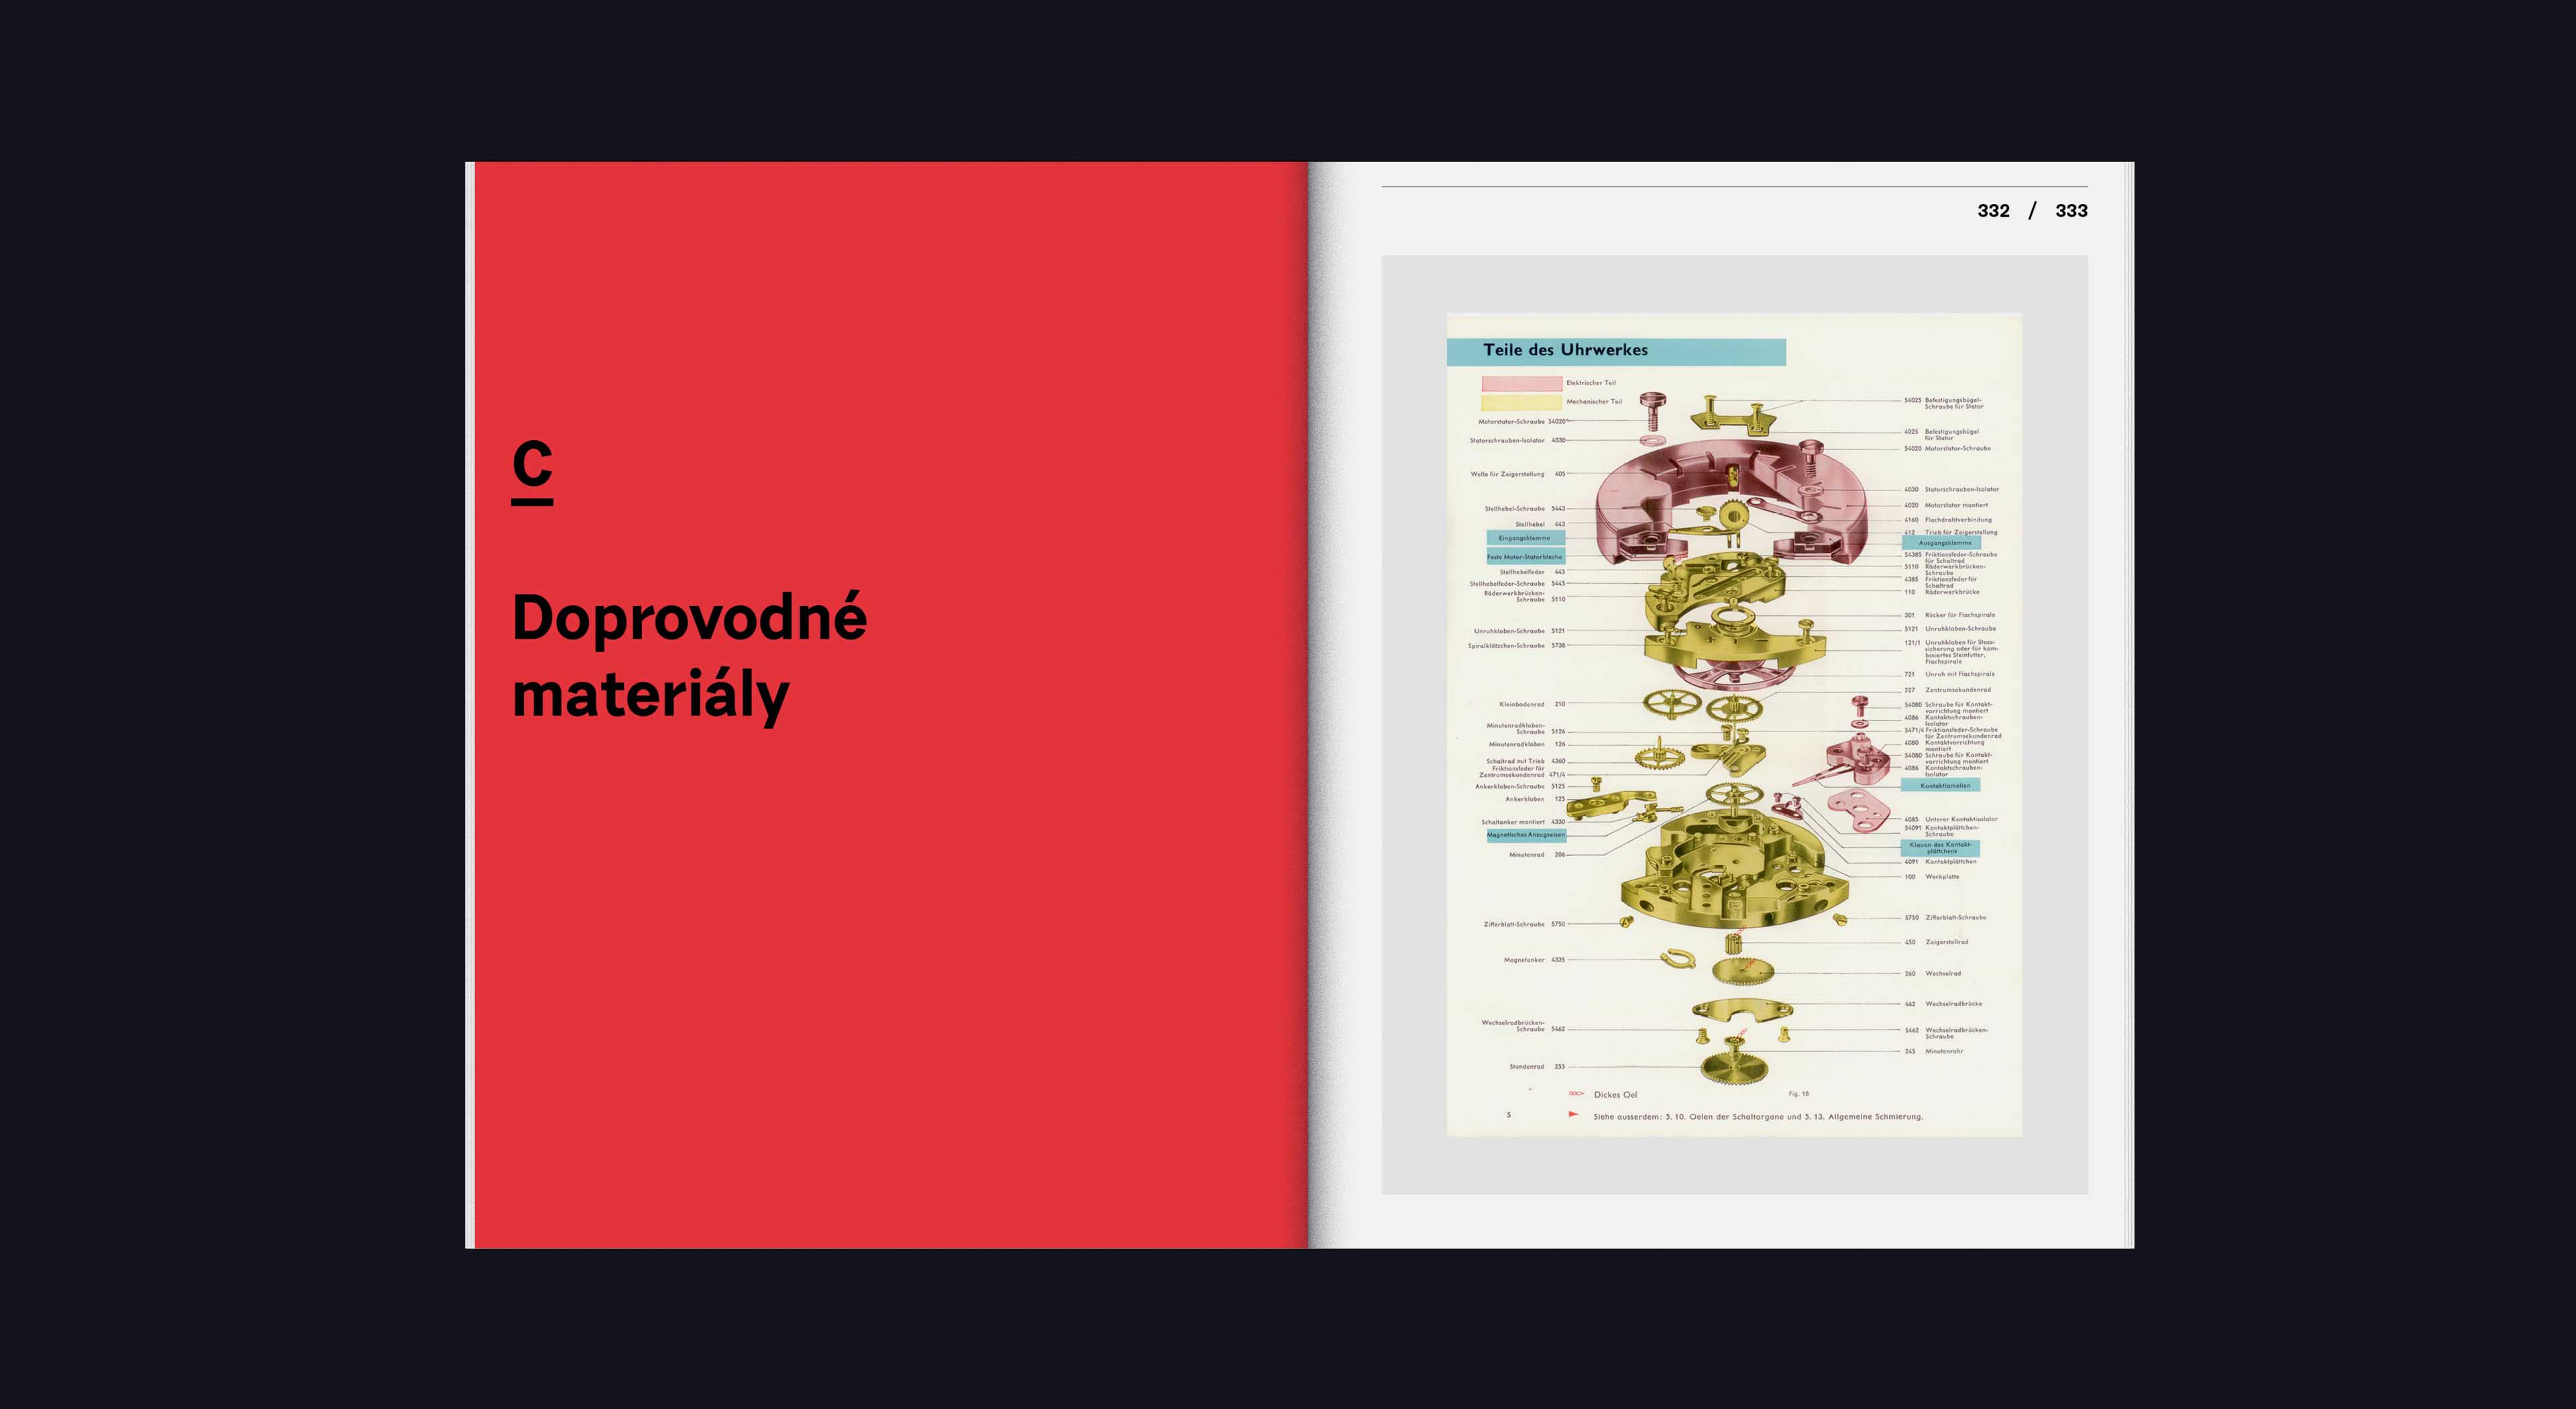 C
Doprovodné
materiály
332 / 333
Teile des Uhrwerkes
Elektrischer Teil
Mechanischer Teil
Motorstator-Schraube 54020
Statorschrauben-Isolator 4030
Welle für Zeigerstellung 405
Stellhebel-Schraube 5443
Stellhebel 443
Eingangsklemme
Feste Motor-Statorbleche
Stellhebelfeder 445
Stellhebelfeder-Schraube 5445
Räderwerkbrücken-
Schraube 5110
Unruhkloben-Schraube 5121
Spiralklötzchen-Schraube 5738
Kleinbodenrad 210
Minutenradkloben-
Schraube 5126
Minutenradkloben 126
Schaltrad mit Trieb 4360
Friktionsfeder für
Zentrumsekundenrad 471/4
Ankerkloben-Schraube 5125
Ankerkloben 125
Schaltanker montiert 4330
Magnetisches Anzugseisen
Minutenrad 206
Zifferblatt-Schraube 5750
Magnetanker 4335
Wechselradbrücken-
Schraube 5462
Stundenrad 255
54025 Befestigungsbügel-
Schraube für Stator
4025 Befestigungsbügel
für Stator
54020 Motorstator-Schraube
4030 Statorschrauben-Isolator
4020 Motorstator montiert
4160 Flachdrahtverbindung
412 Trieb für Zeigerstellung
Ausgangsklemme
54385 Friktionsfeder-Schraube
für Schaltrad
5110 Räderwerkbrücken-
Schraube
4385 Friktionsfeder für
Schaltrad
110 Räderwerkbrücke
301 Rücker für Flachspirale
5121 Unruhkloben-Schraube
121/1 Unruhkloben für Stoss-
sicherung oder für kom-
biniertes Steinfutter,
Flachspirale
721 Unruh mit Flachspirale
227 Zentrumsekundenrad
54080 Schraube für Kontakt-
vorrichtung montiert
4086 Kontaktschrauben-
Isolator
5471/4 Friktionsfeder-Schraube
für Zentrumsekundenrad
4080 Kontaktvorrichtung
montiert
54080 Schraube für Kontakt-
vorrichtung montiert
4086 Kontaktschrauben-
Isolator
Kontaktlamellen
4085 Unterer Kontaktisolator
54091 Kontaktplättchen-
Schraube
Klauen des Kontakt-
plättchens
4091 Kontaktplättchen
100 Werkplatte
5750 Zifferblatt-Schraube
450 Zeigerstellrad
260 Wechselrad
462 Wechselradbrücke
5462 Wechselradbrücken-
Schraube
245 Minutenrohr
Dickes Oel
Fig. 18
5
Siehe ausserdem: 5. 10. Oelen der Schaltorgane und 5. 13. Allgemeine Schmierung.